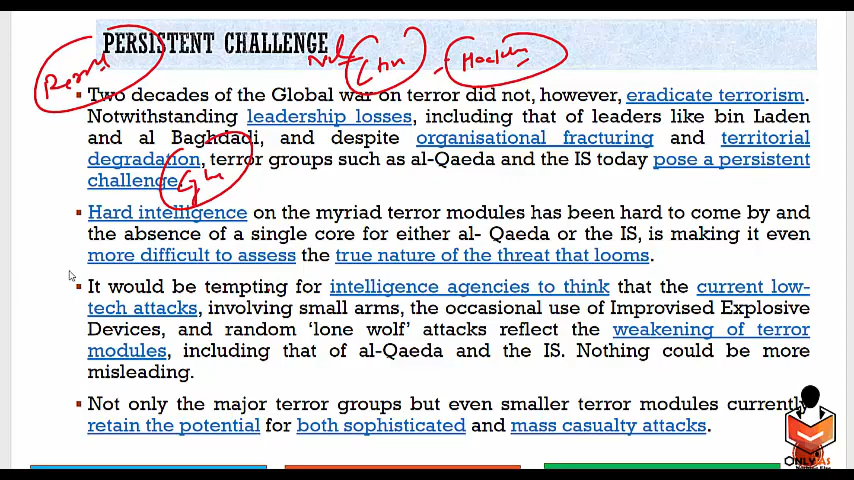 PERSISTENT CHALLENGE
Two decades of the Global war on terror did not, however, eradicate terrorism.
Notwithstanding leadership losses, including that of leaders like bin Laden
and al Baghdadi, and despite organisational fracturing and territorial
degradation, terror groups such as al-Qaeda and the IS today pose a persistent
challenge.
Hard intelligence on the myriad terror modules has been hard to come by and
the absence of a single core for either al- Qaeda or the IS, is making it even
more difficult to assess the true nature of the threat that looms.
It would be tempting for intelligence agencies to think that the current low-
tech attacks, involving small arms, the occasional use of Improvised Explosive
Devices, and random ‘lone wolf’ attacks reflect the weakening of terror
modules, including that of al-Qaeda and the IS. Nothing could be more
misleading.
Not only the major terror groups but even smaller terror modules currently
retain the potential for both sophisticated and mass casualty attacks.